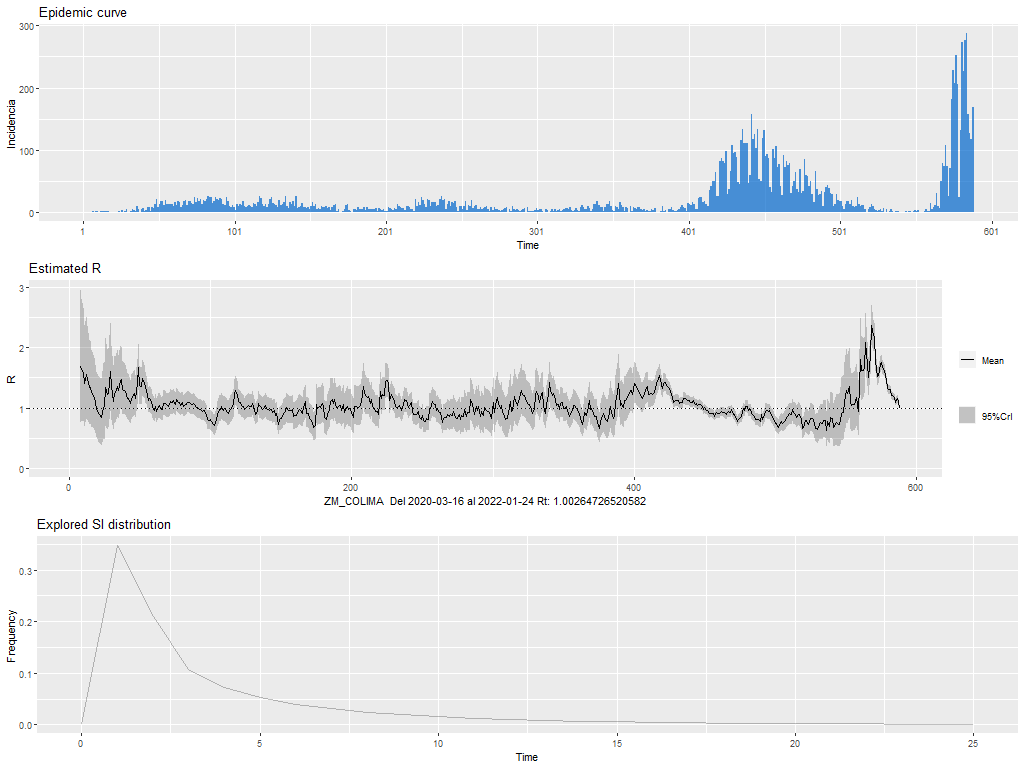 Epidemic curve
300
200
100
0
Incidencia
1 101 201 301 401 501 601
Time
Estimated R
3
2
1
0
R
0 200 400 600
ZM_COLIMA Del 2020-03-16 al 2022-01-24 Rt: 1.00264726520582
Mean
95%CrI
Explored SI distribution
0.3
0.2
0.1
0.0
Frequency
0 5 10 15 20 25
Time